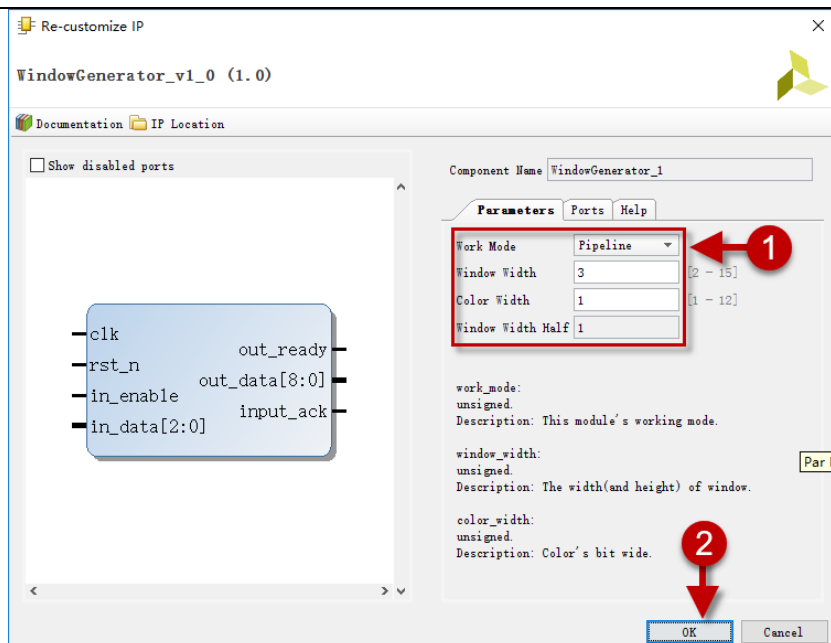 Re-customize IP
WindowGenerator_v1_0 (1.0)
Documentation IP Location
Show disabled ports
clk
rst_n
in_enable
in_data[2:0]
out_ready
out_data[8:0]
input_ack
Component Name WindowGenerator_1
Parameters Ports Help
Work Mode Pipeline
Window Width 3 [2 - 15]
Color Width 1 [1 - 12]
Window Width Half 1
1
work_mode:
unsigned.
Description: This module's working mode.
window_width:
unsigned.
Description: The width(and height) of window.
Par
color_width:
unsigned.
Description: Color's bit wide.
2
OK Cancel